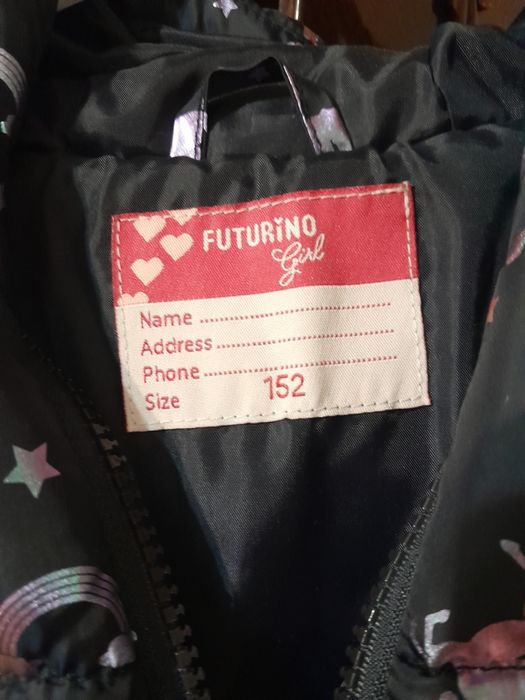 FUTURINO
Girl
Name ........................................
Address ........................................
Phone ........................................
Size 152